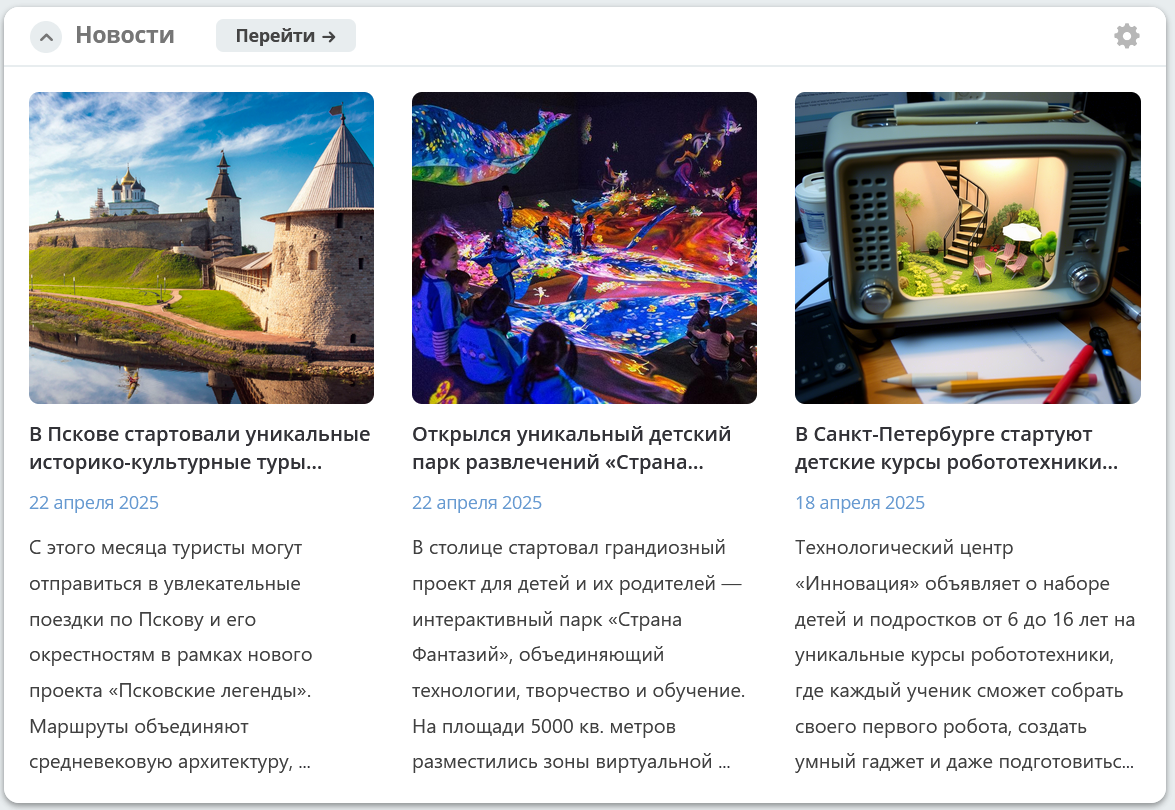 Новости
Перейти →
В Пскове стартовали уникальные
историко-культурные туры...
22 апреля 2025
С этого месяца туристы могут
отправиться в увлекательные
поездки по Пскову и его
окрестностям в рамках нового
проекта «Псковские легенды».
Маршруты объединяют
средневековую архитектуру, ...
Открылся уникальный детский
парк развлечений «Страна...
22 апреля 2025
В столице стартовал грандиозный
проект для детей и их родителей —
интерактивный парк «Страна
Фантазий», объединяющий
технологии, творчество и обучение.
На площади 5000 кв. метров
разместились зоны виртуальной ...
В Санкт-Петербурге стартуют
детские курсы робототехники...
18 апреля 2025
Технологический центр
«Инновация» объявляет о наборе
детей и подростков от 6 до 16 лет на
уникальные курсы робототехники,
где каждый ученик сможет собрать
своего первого робота, создать
умный гаджет и даже подготовитьс...